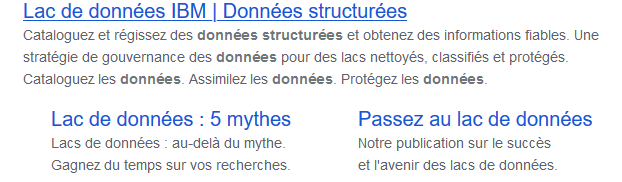 Lac de données IBM | Données structurées
Cataloguez et régissez des données structurées et obtenez des informations fiables. Une
stratégie de gouvernance des données pour des lacs nettoyés, classifiés et protégés.
Cataloguez les données. Assimilez les données. Protégez les données.
Lac de données : 5 mythes
Lacs de données : au-delà du mythe.
Gagnez du temps sur vos recherches.
Passez au lac de données
Notre publication sur le succès
et l'avenir des lacs de données.